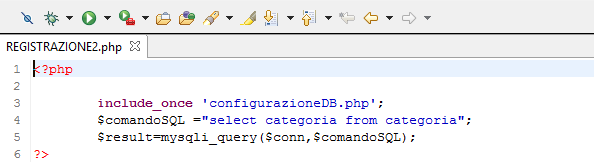 REGISTRAZIONE2.php
1 <?php
2
3 include_once 'configurazioneDB.php';
4 $comandoSQL ="select categoria from categoria";
5 $result=mysqli_query($conn,$comandoSQL);
6 ?>